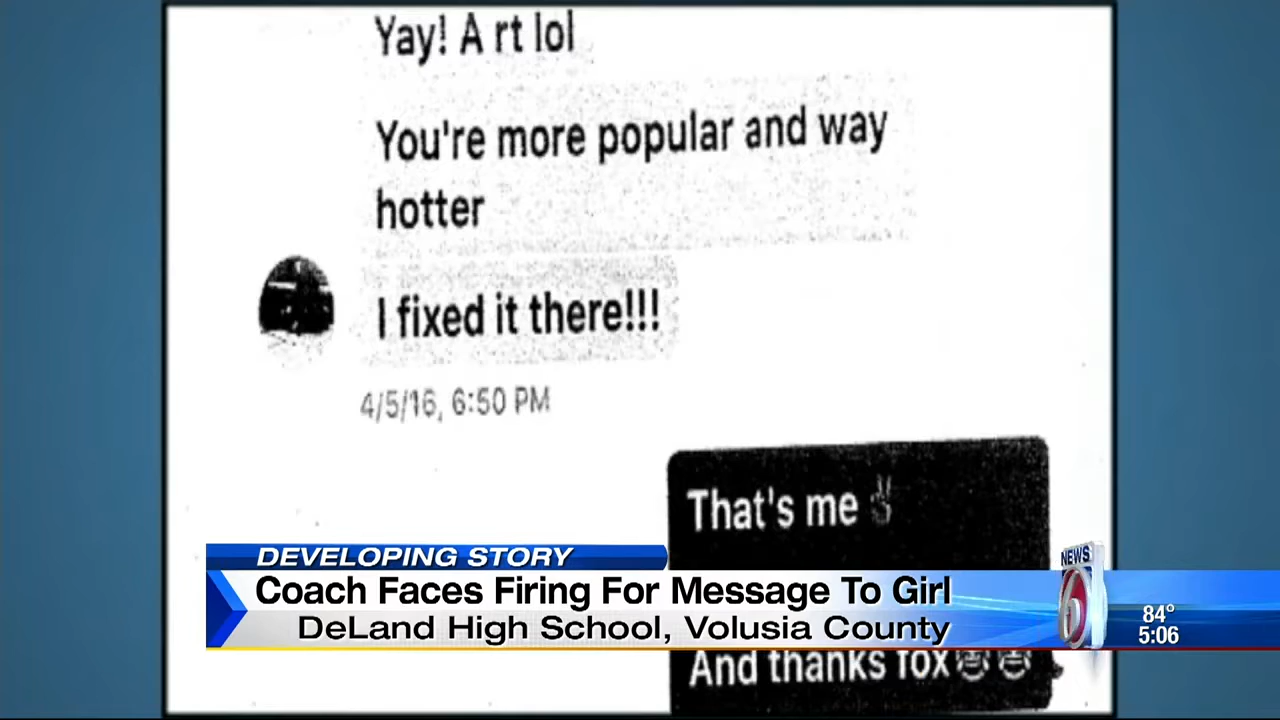 Yay! A rt lol
You're more popular and way
hotter
I fixed it there!!!
4/5/16, 6:50 PM
That's me ✌
DEVELOPING STORY
Coach Faces Firing For Message To Girl
DeLand High School, Volusia County
NEWS
6
84°
5:06
And thanks fox